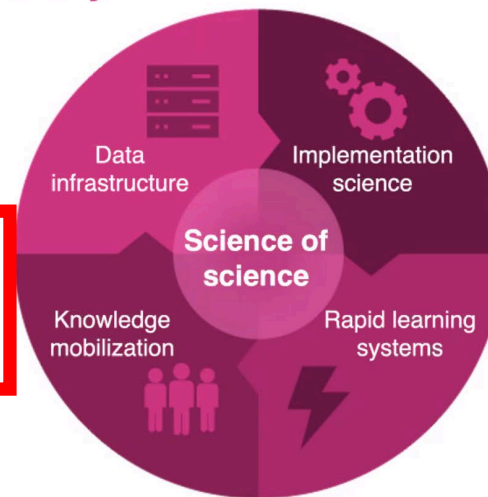 Data
infrastructure
Implementation
science
Science of
science
Knowledge
mobilization
Rapid learning
systems